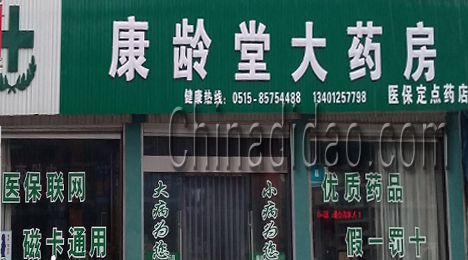 康龄堂大药房
健康热线：0515-85754488 13401257798 医保定点药店
Chinadidao.com
医保联网
磁卡通用
大病为您
小病为您
优质药品
假一罚十